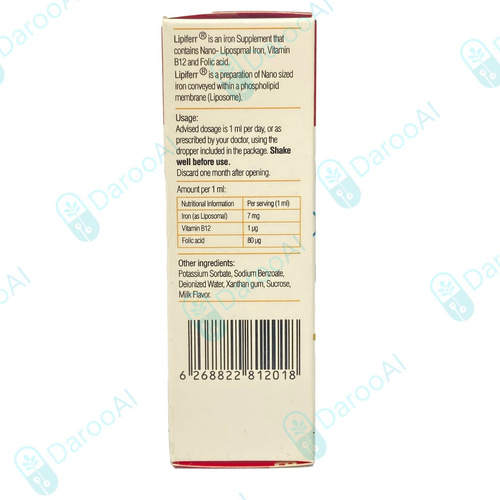 Lipiferr ® is an iron Supplement that
contains Nano- Lipospmal Iron, Vitamin
B12 and Folic acid.
Lipiferr ® is a preparation of Nano sized
iron conveyed within a phospholipid
membrane (Liposome).
Usage:
Advised dosage is 1 ml per day, or as
prescribed by your doctor, using the
dropper included in the package. Shake
well before use.
Discard one month after opening.
Amount per 1 ml:
Nutritional Information Per serving (1 ml)
Iron (as Liposomal) 7 mg
Vitamin B12 1 µg
Folic acid 80 µg
Other ingredients:
Potassium Sorbate, Sodium Benzoate,
Deionized Water, Xanthan gum, Sucrose,
Milk Flavor.
6 268822 812018
DarooAI
DarooAI
DarooAI
DarooAI
DarooAI
DarooAI